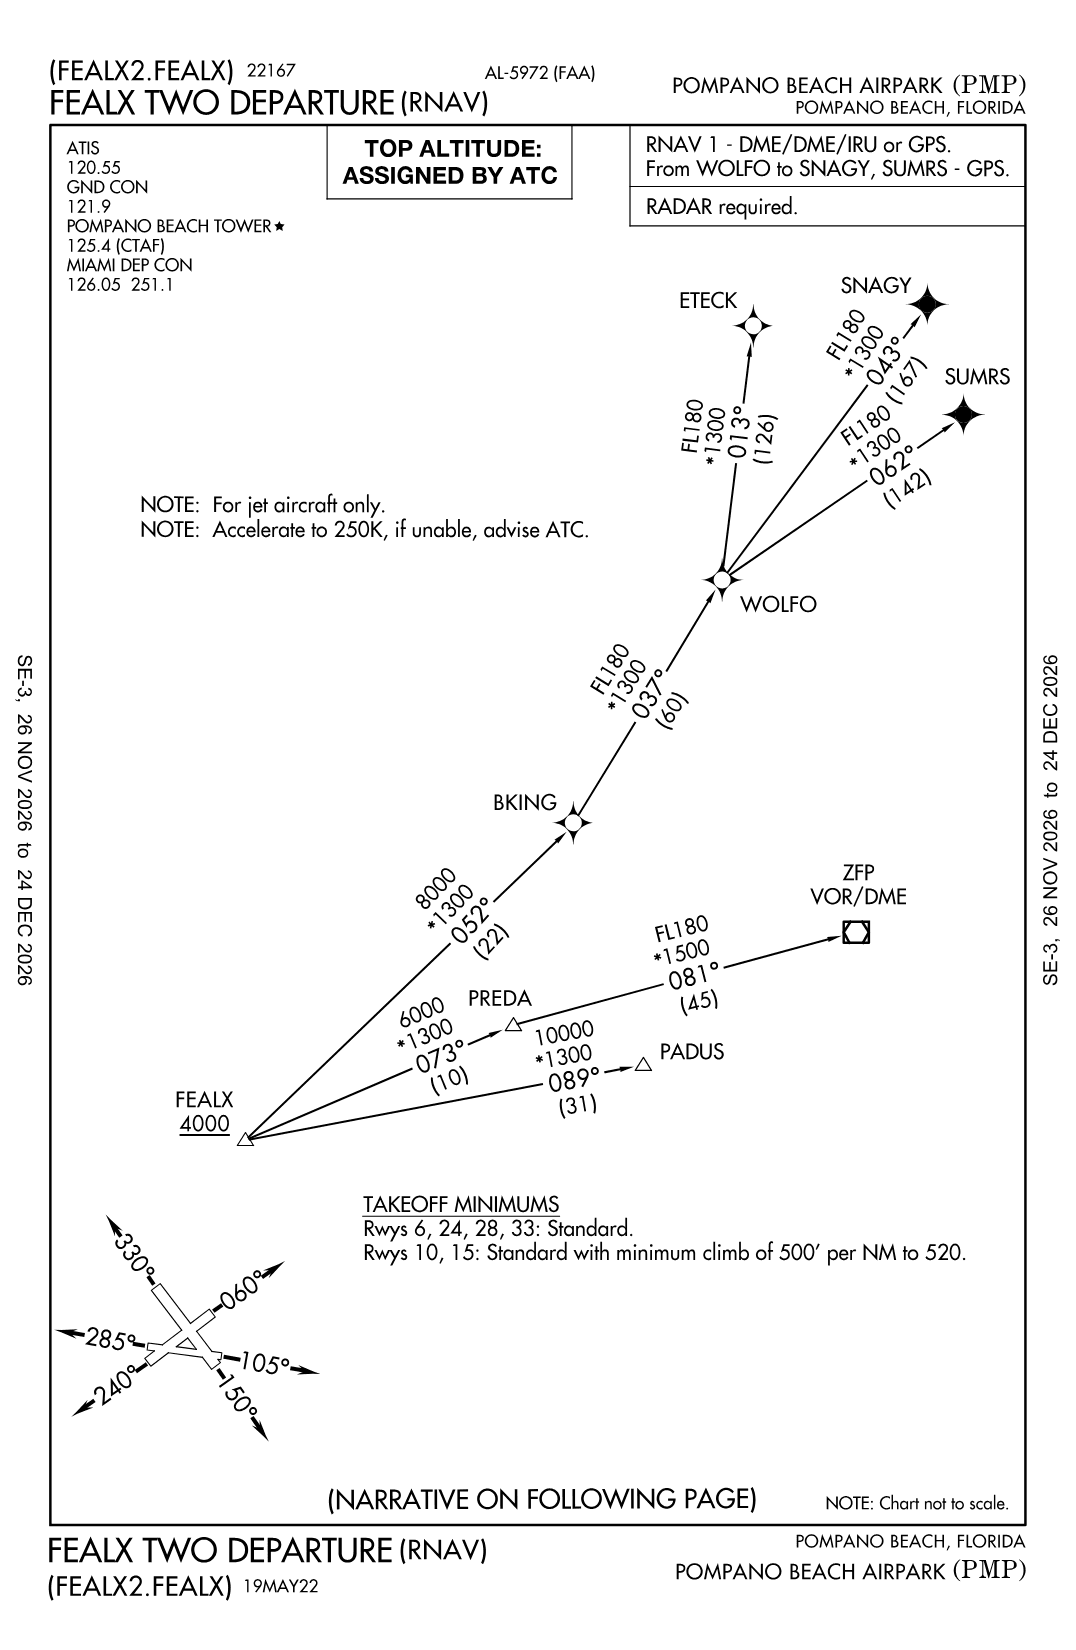 (FEALX2.FEALX) 22167
AL-5972 (FAA)
FEALX TWO DEPARTURE (RNAV)
POMPANO BEACH AIRPARK (PMP)
POMPANO BEACH, FLORIDA
ATIS
120.55
GND CON
121.9
POMPANO BEACH TOWER★
125.4 (CTAF)
MIAMI DEP CON
126.05 251.1
TOP ALTITUDE:
ASSIGNED BY ATC
RNAV 1 - DME/DME/IRU or GPS.
From WOLFO to SNAGY, SUMRS - GPS.
RADAR required.
ETECK
SNAGY
SUMRS
FL180
*1300
013°
(126)
FL180
*1300
043°
(167)
FL180
*1300
062°
(142)
NOTE: For jet aircraft only.
NOTE: Accelerate to 250K, if unable, advise ATC.
WOLFO
FL180
*1300
037°
(60)
BKING
8000
*1300
052°
(22)
ZFP
VOR/DME
FL180
*1500
081°
(45)
PREDA
6000
*1300
073°
(10)
10000
*1300
089°
(31)
PADUS
FEALX
4000
TAKEOFF MINIMUMS
Rwys 6, 24, 28, 33: Standard.
Rwys 10, 15: Standard with minimum climb of 500' per NM to 520.
330°
060°
285°
105°
240°
150°
(NARRATIVE ON FOLLOWING PAGE)
NOTE: Chart not to scale.
SE-3, 26 NOV 2026 to 24 DEC 2026
SE-3, 26 NOV 2026 to 24 DEC 2026
FEALX TWO DEPARTURE (RNAV)
(FEALX2.FEALX) 19MAY22
POMPANO BEACH, FLORIDA
POMPANO BEACH AIRPARK (PMP)